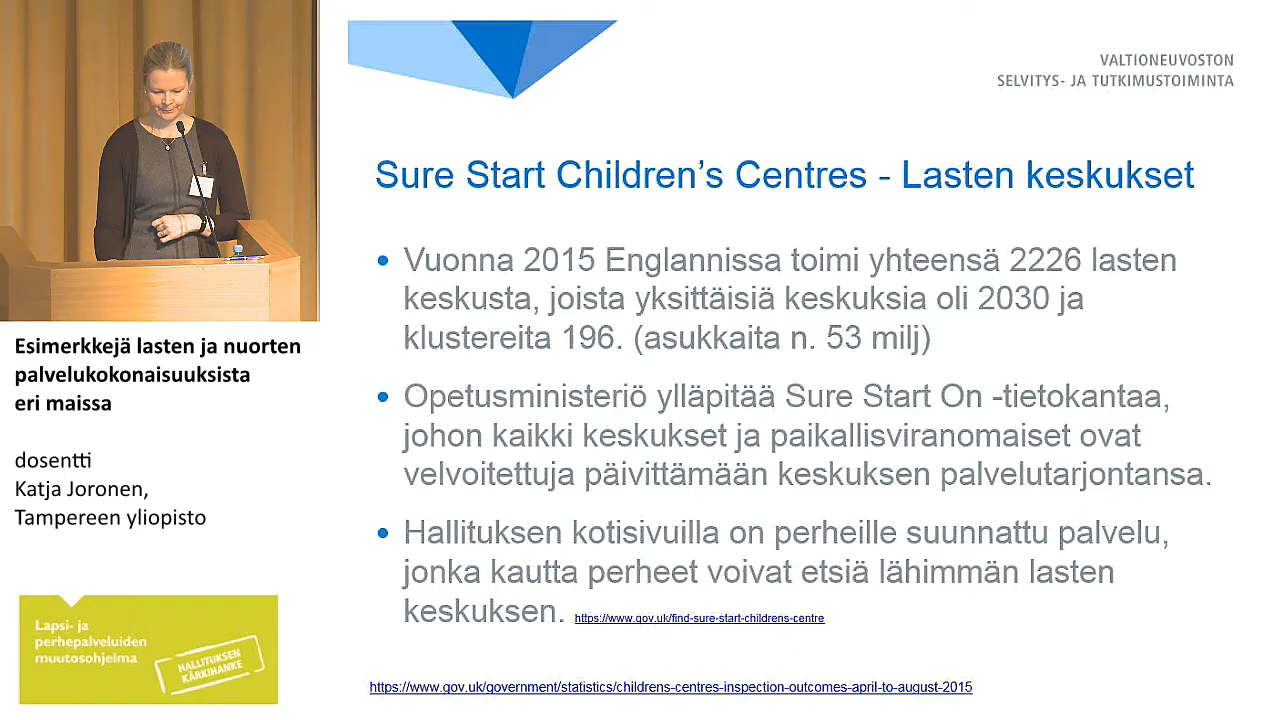 VALTIONEUVOSTON
SELVITYS- JA TUTKIMUSTOIMINTA
Sure Start Children’s Centres - Lasten keskukset
• Vuonna 2015 Englannissa toimi yhteensä 2226 lasten
keskusta, joista yksittäisiä keskuksia oli 2030 ja
klustereita 196. (asukkaita n. 53 milj)
• Opetusministeriö ylläpitää Sure Start On -tietokantaa,
johon kaikki keskukset ja paikallisviranomaiset ovat
velvoitettuja päivittämään keskuksen palvelutarjontansa.
• Hallituksen kotisivuilla on perheille suunnattu palvelu,
jonka kautta perheet voivat etsiä lähimmän lasten
keskuksen. https://www.gov.uk/find-sure-start-childrens-centre
https://www.gov.uk/government/statistics/childrens-centres-inspection-outcomes-april-to-august-2015
Esimerkkejä lasten ja nuorten
palvelukokonaisuuksista
eri maissa
dosentti
Katja Joronen,
Tampereen yliopisto
Lapsi- ja
perhepalveluiden
muutosohjelma
HALLITUKSEN
KÄRKIHANKE